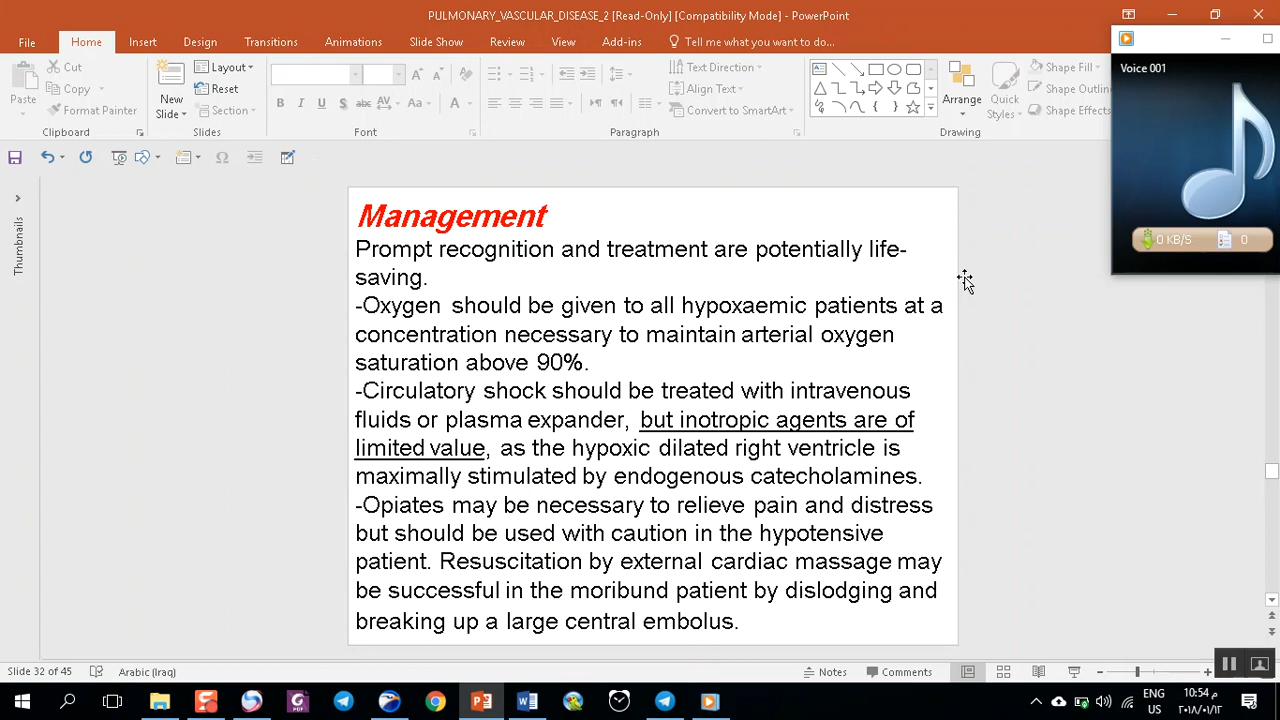 PULMONARY_VASCULAR_DISEASE_2 [Read-Only] [Compatibility Mode] - PowerPoint
File Home Insert Design Transitions Animations Slide Show Review View Add-ins Tell me what you want to do...
Cut
Copy
Format Painter
Paste
Clipboard
New
Slide
Layout
Reset
Section
Slides
B I U S abc AV Aa A
Font
Paragraph
Text Direction
Align Text
Convert to SmartArt
Arrange
Quick
Styles
Shape Fill
Shape Outlin
Shape Effects
Drawing
Voice 001
0 KB/S 0
Thumbnails
Management
Prompt recognition and treatment are potentially life-
saving.
-Oxygen should be given to all hypoxaemic patients at a
concentration necessary to maintain arterial oxygen
saturation above 90%.
-Circulatory shock should be treated with intravenous
fluids or plasma expander, but inotropic agents are of
limited value, as the hypoxic dilated right ventricle is
maximally stimulated by endogenous catecholamines.
-Opiates may be necessary to relieve pain and distress
but should be used with caution in the hypotensive
patient. Resuscitation by external cardiac massage may
be successful in the moribund patient by dislodging and
breaking up a large central embolus.
Slide 32 of 45 Arabic (Iraq) Notes Comments
ENG
US
10:54 م
٢٠١٨/٠١/١٢